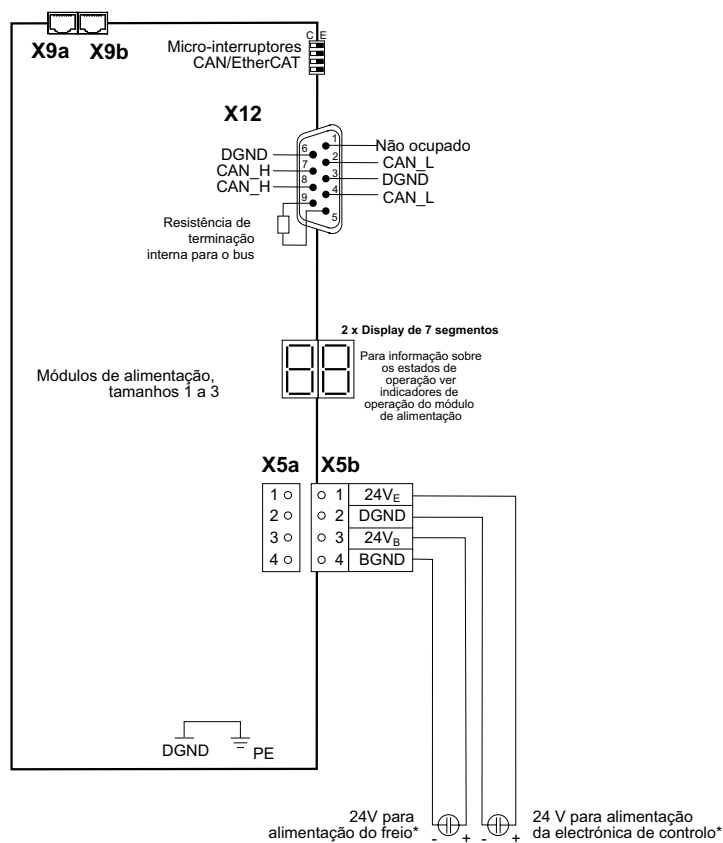 X9a X9b
C E
Micro-interruptores
CAN/EtherCAT
X12
1
6
Não ocupado
2
DGND
CAN_L
7
3
CAN_H
DGND
8
4
CAN_H
CAN_L
9
5
Resistência de
terminação
interna para o bus
2 x Display de 7 segmentos
Para informação sobre
os estados de
operação ver
indicadores de
operação do módulo
de alimentação
Módulos de alimentação,
tamanhos 1 a 3
X5a X5b
1 1 24VE
2 2 DGND
3 3 24VB
4 4 BGND
DGND PE
24V para
alimentação do freio*
- + - +
24 V para alimentação
da electrónica de controlo*